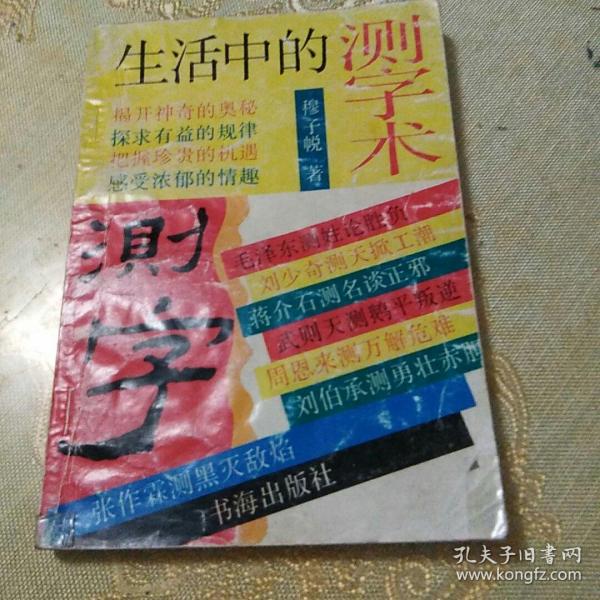 生活中的
测字术
揭开神奇的奥秘
探求有益的规律
把握珍贵的机遇
感受浓郁的情趣
穆子悦 著
測字
毛泽东测娃论胜负
刘少奇测天掀工潮
蒋介石测名谈正邪
武则天测鹅平叛逆
周恩来测万解危难
刘伯承测勇壮赤胆
张作霖测黑灭敌焰
书海出版社
孔夫子旧书网
www.kongfz.com